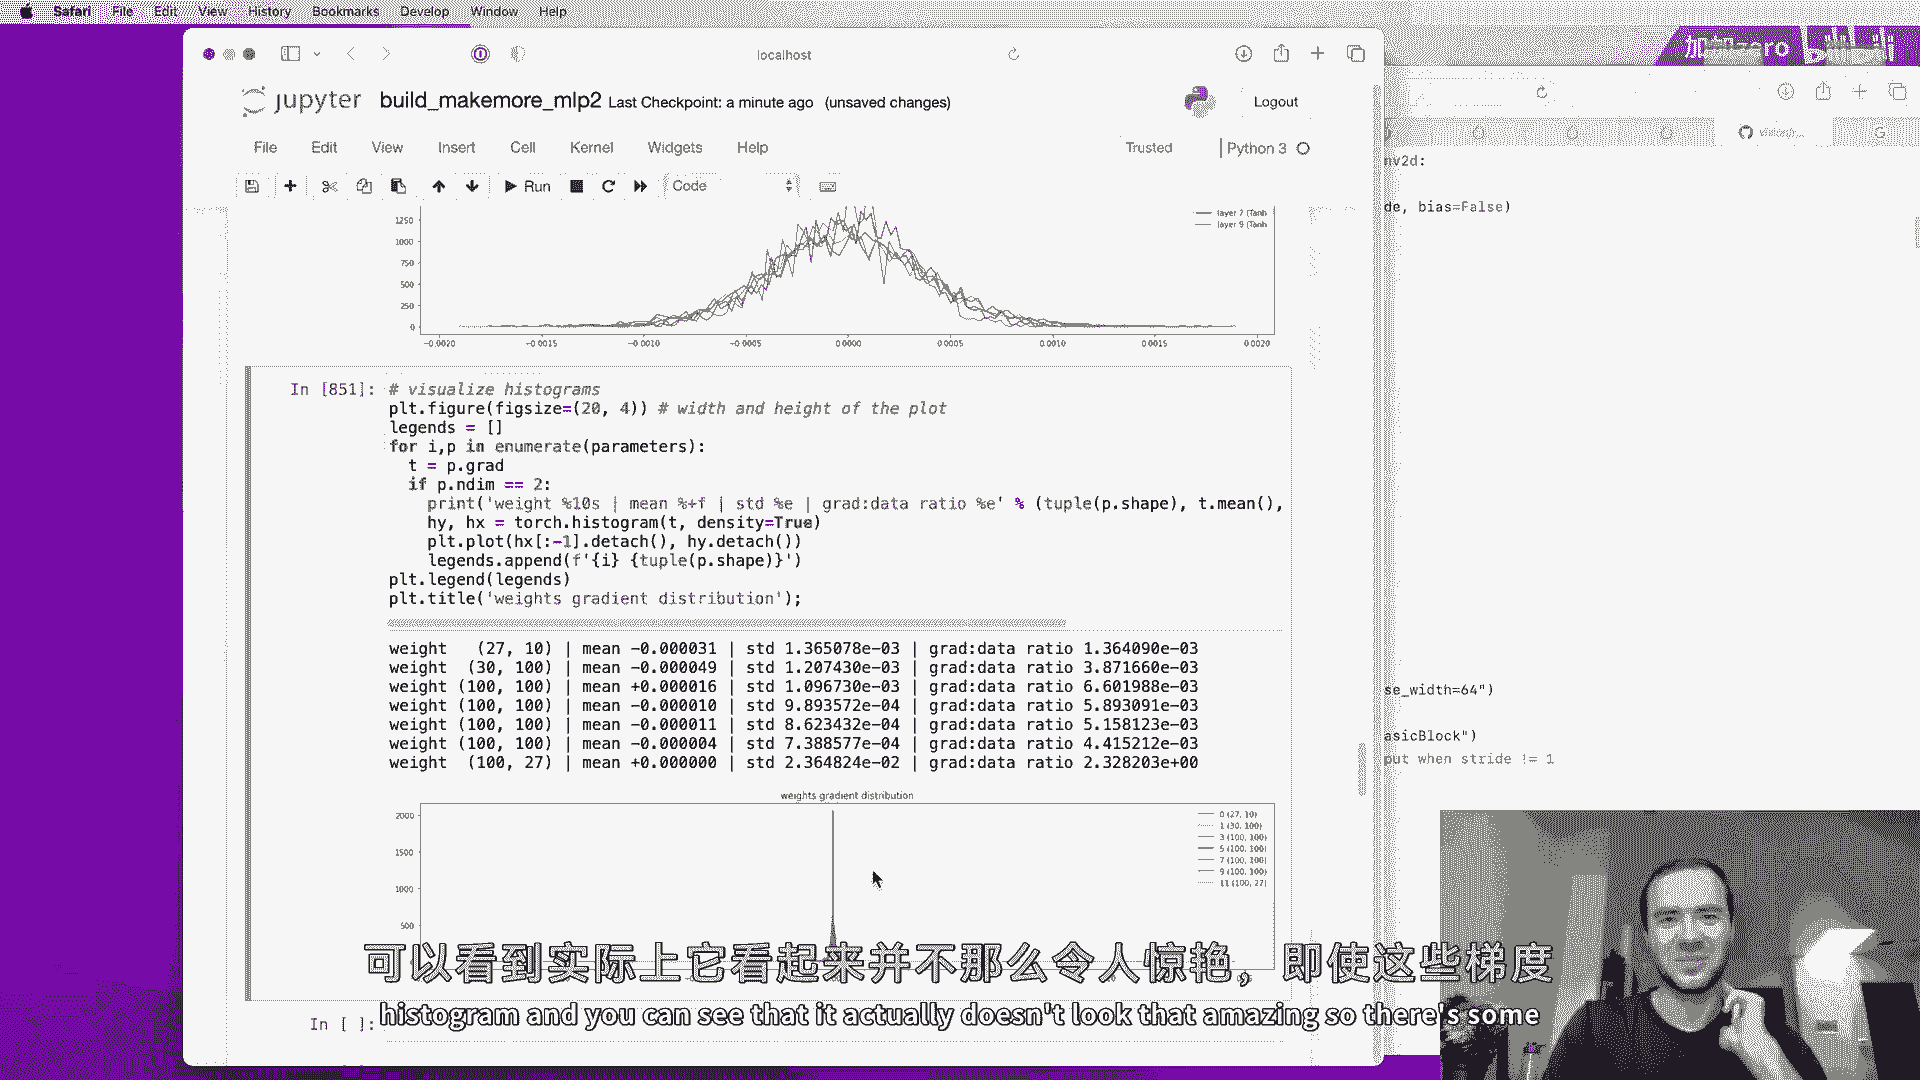 Safari File Edit View History Bookmarks Develop Window Help
localhost
jupyter build_makemore_mlp2 Last Checkpoint: a minute ago (unsaved changes)
Logout
File Edit View Insert Cell Kernel Widgets Help
Trusted
Python 3
Run
Code
nv2d:
de, bias=False)
1250
1000
750
500
250
0
layer 7 (Tanh
layer 9 (Tanh
−0.0020 −0.0015 −0.0010 −0.0005 0.0000 0.0005 0.0010 0.0015 0.0020
In [851]:
# visualize histograms
plt.figure(figsize=(20, 4)) # width and height of the plot
legends = []
for i,p in enumerate(parameters):
t = p.grad
if p.ndim == 2:
print('weight %10s | mean %+f | std %e | grad:data ratio %e' % (tuple(p.shape), t.mean(),
hy, hx = torch.histogram(t, density=True)
plt.plot(hx[:-1].detach(), hy.detach())
legends.append(f'{i} {tuple(p.shape)}')
plt.legend(legends)
plt.title('weights gradient distribution');
weight (27, 10) | mean -0.000031 | std 1.365078e-03 | grad:data ratio 1.364090e-03
weight (30, 100) | mean -0.000049 | std 1.207430e-03 | grad:data ratio 3.871660e-03
weight (100, 100) | mean +0.000016 | std 1.096730e-03 | grad:data ratio 6.601988e-03
weight (100, 100) | mean -0.000010 | std 9.893572e-04 | grad:data ratio 5.893091e-03
weight (100, 100) | mean -0.000011 | std 8.623432e-04 | grad:data ratio 5.158123e-03
weight (100, 100) | mean -0.000004 | std 7.388577e-04 | grad:data ratio 4.415212e-03
weight (100, 27) | mean +0.000000 | std 2.364824e-02 | grad:data ratio 2.328203e+00
se_width=64")
asicBlock")
put when stride != 1
weights gradient distribution
2000
1500
1000
500
0 (27, 10)
1 (30, 100)
3 (100, 100)
5 (100, 100)
7 (100, 100)
9 (100, 100)
11 (100, 27)
可以看到实际上它看起来并不那么令人惊艳，即使这些梯度
In [ ]:
histogram and you can see that it actually doesn't look that amazing so there's some